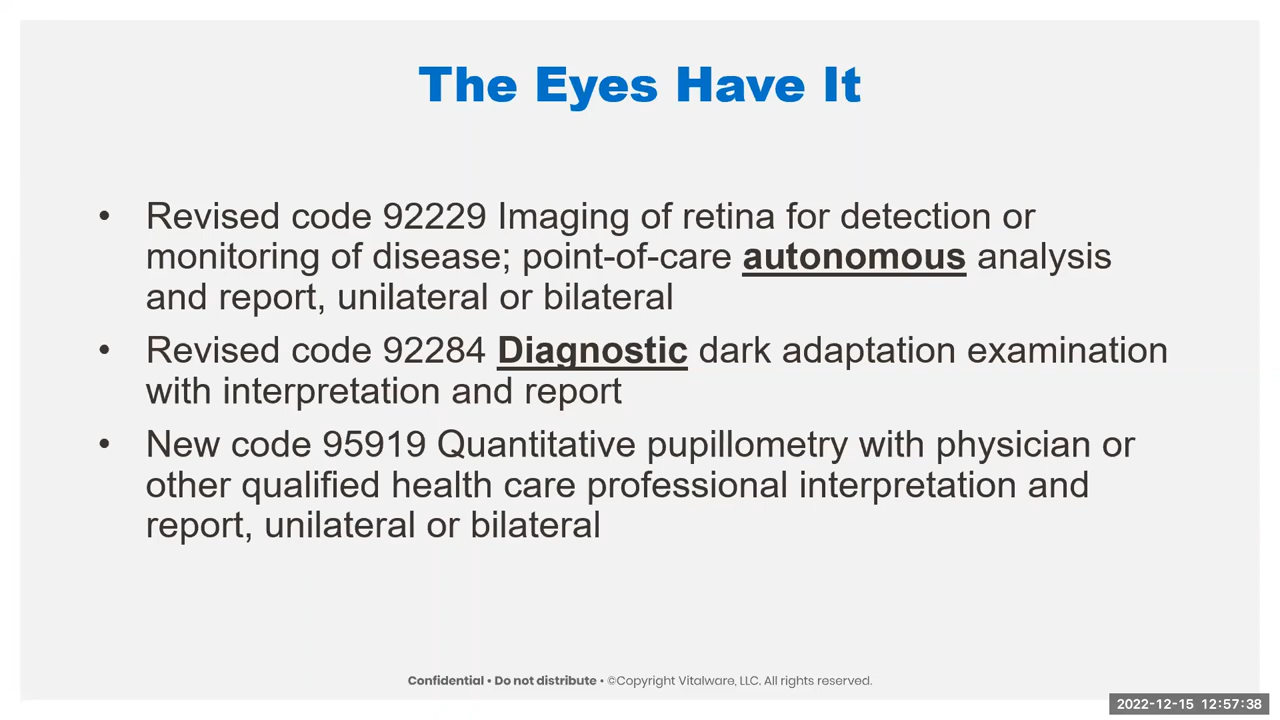 The Eyes Have It
• Revised code 92229 Imaging of retina for detection or
monitoring of disease; point-of-care autonomous analysis
and report, unilateral or bilateral
• Revised code 92284 Diagnostic dark adaptation examination
with interpretation and report
• New code 95919 Quantitative pupillometry with physician or
other qualified health care professional interpretation and
report, unilateral or bilateral
Confidential • Do not distribute • ©Copyright Vitalware, LLC. All rights reserved.
2022-12-15 12:57:38